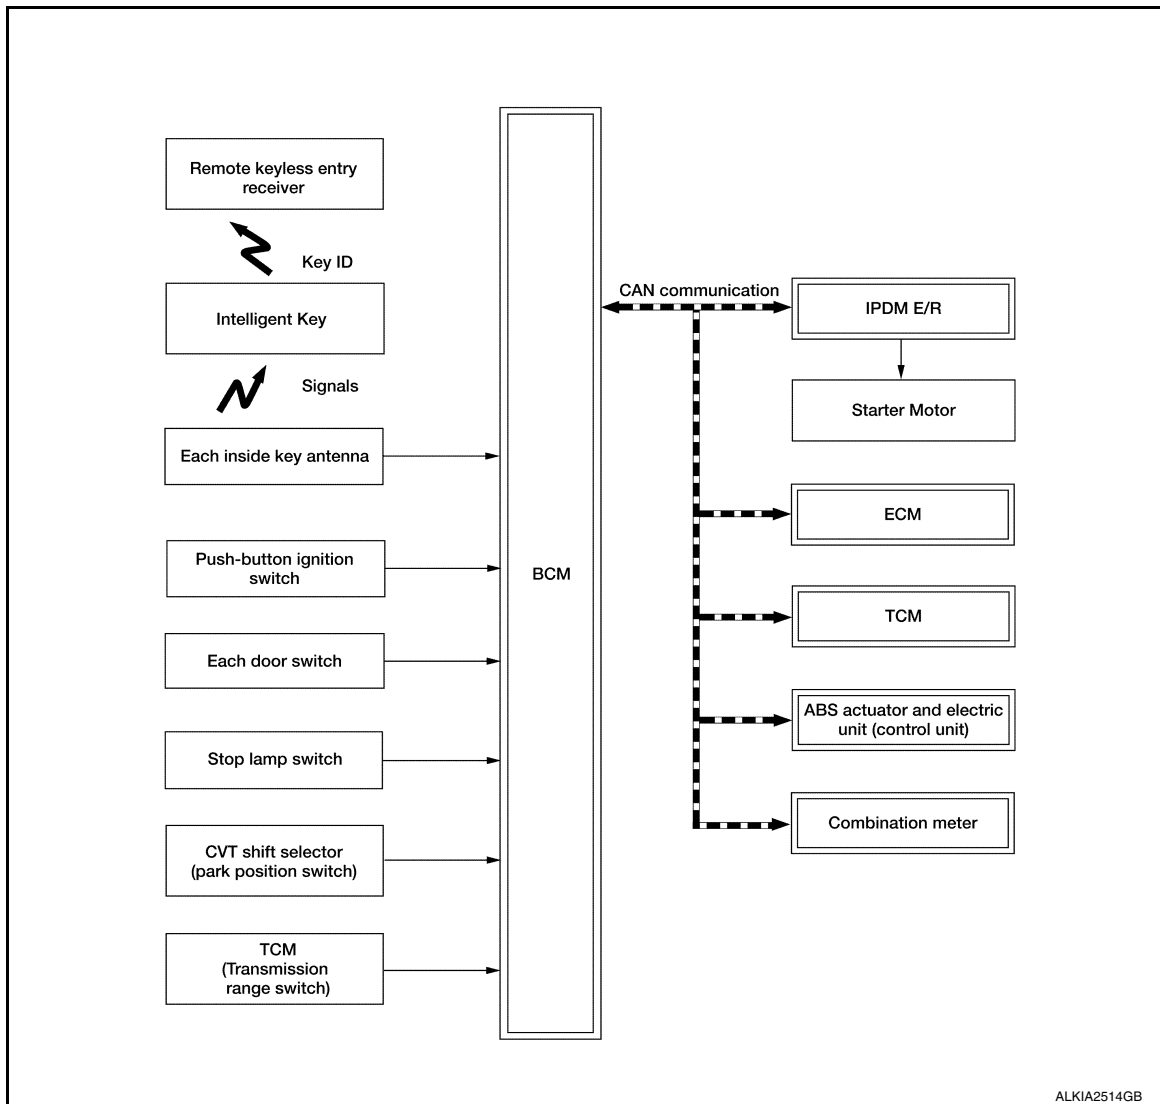 Remote keyless entry
receiver
Key ID
Intelligent Key
Signals
Each inside key antenna
Push-button ignition
switch
Each door switch
Stop lamp switch
CVT shift selector
(park position switch)
TCM
(Transmission
range switch)
BCM
CAN communication
IPDM E/R
Starter Motor
ECM
TCM
ABS actuator and electric
unit (control unit)
Combination meter
ALKIA2514GB